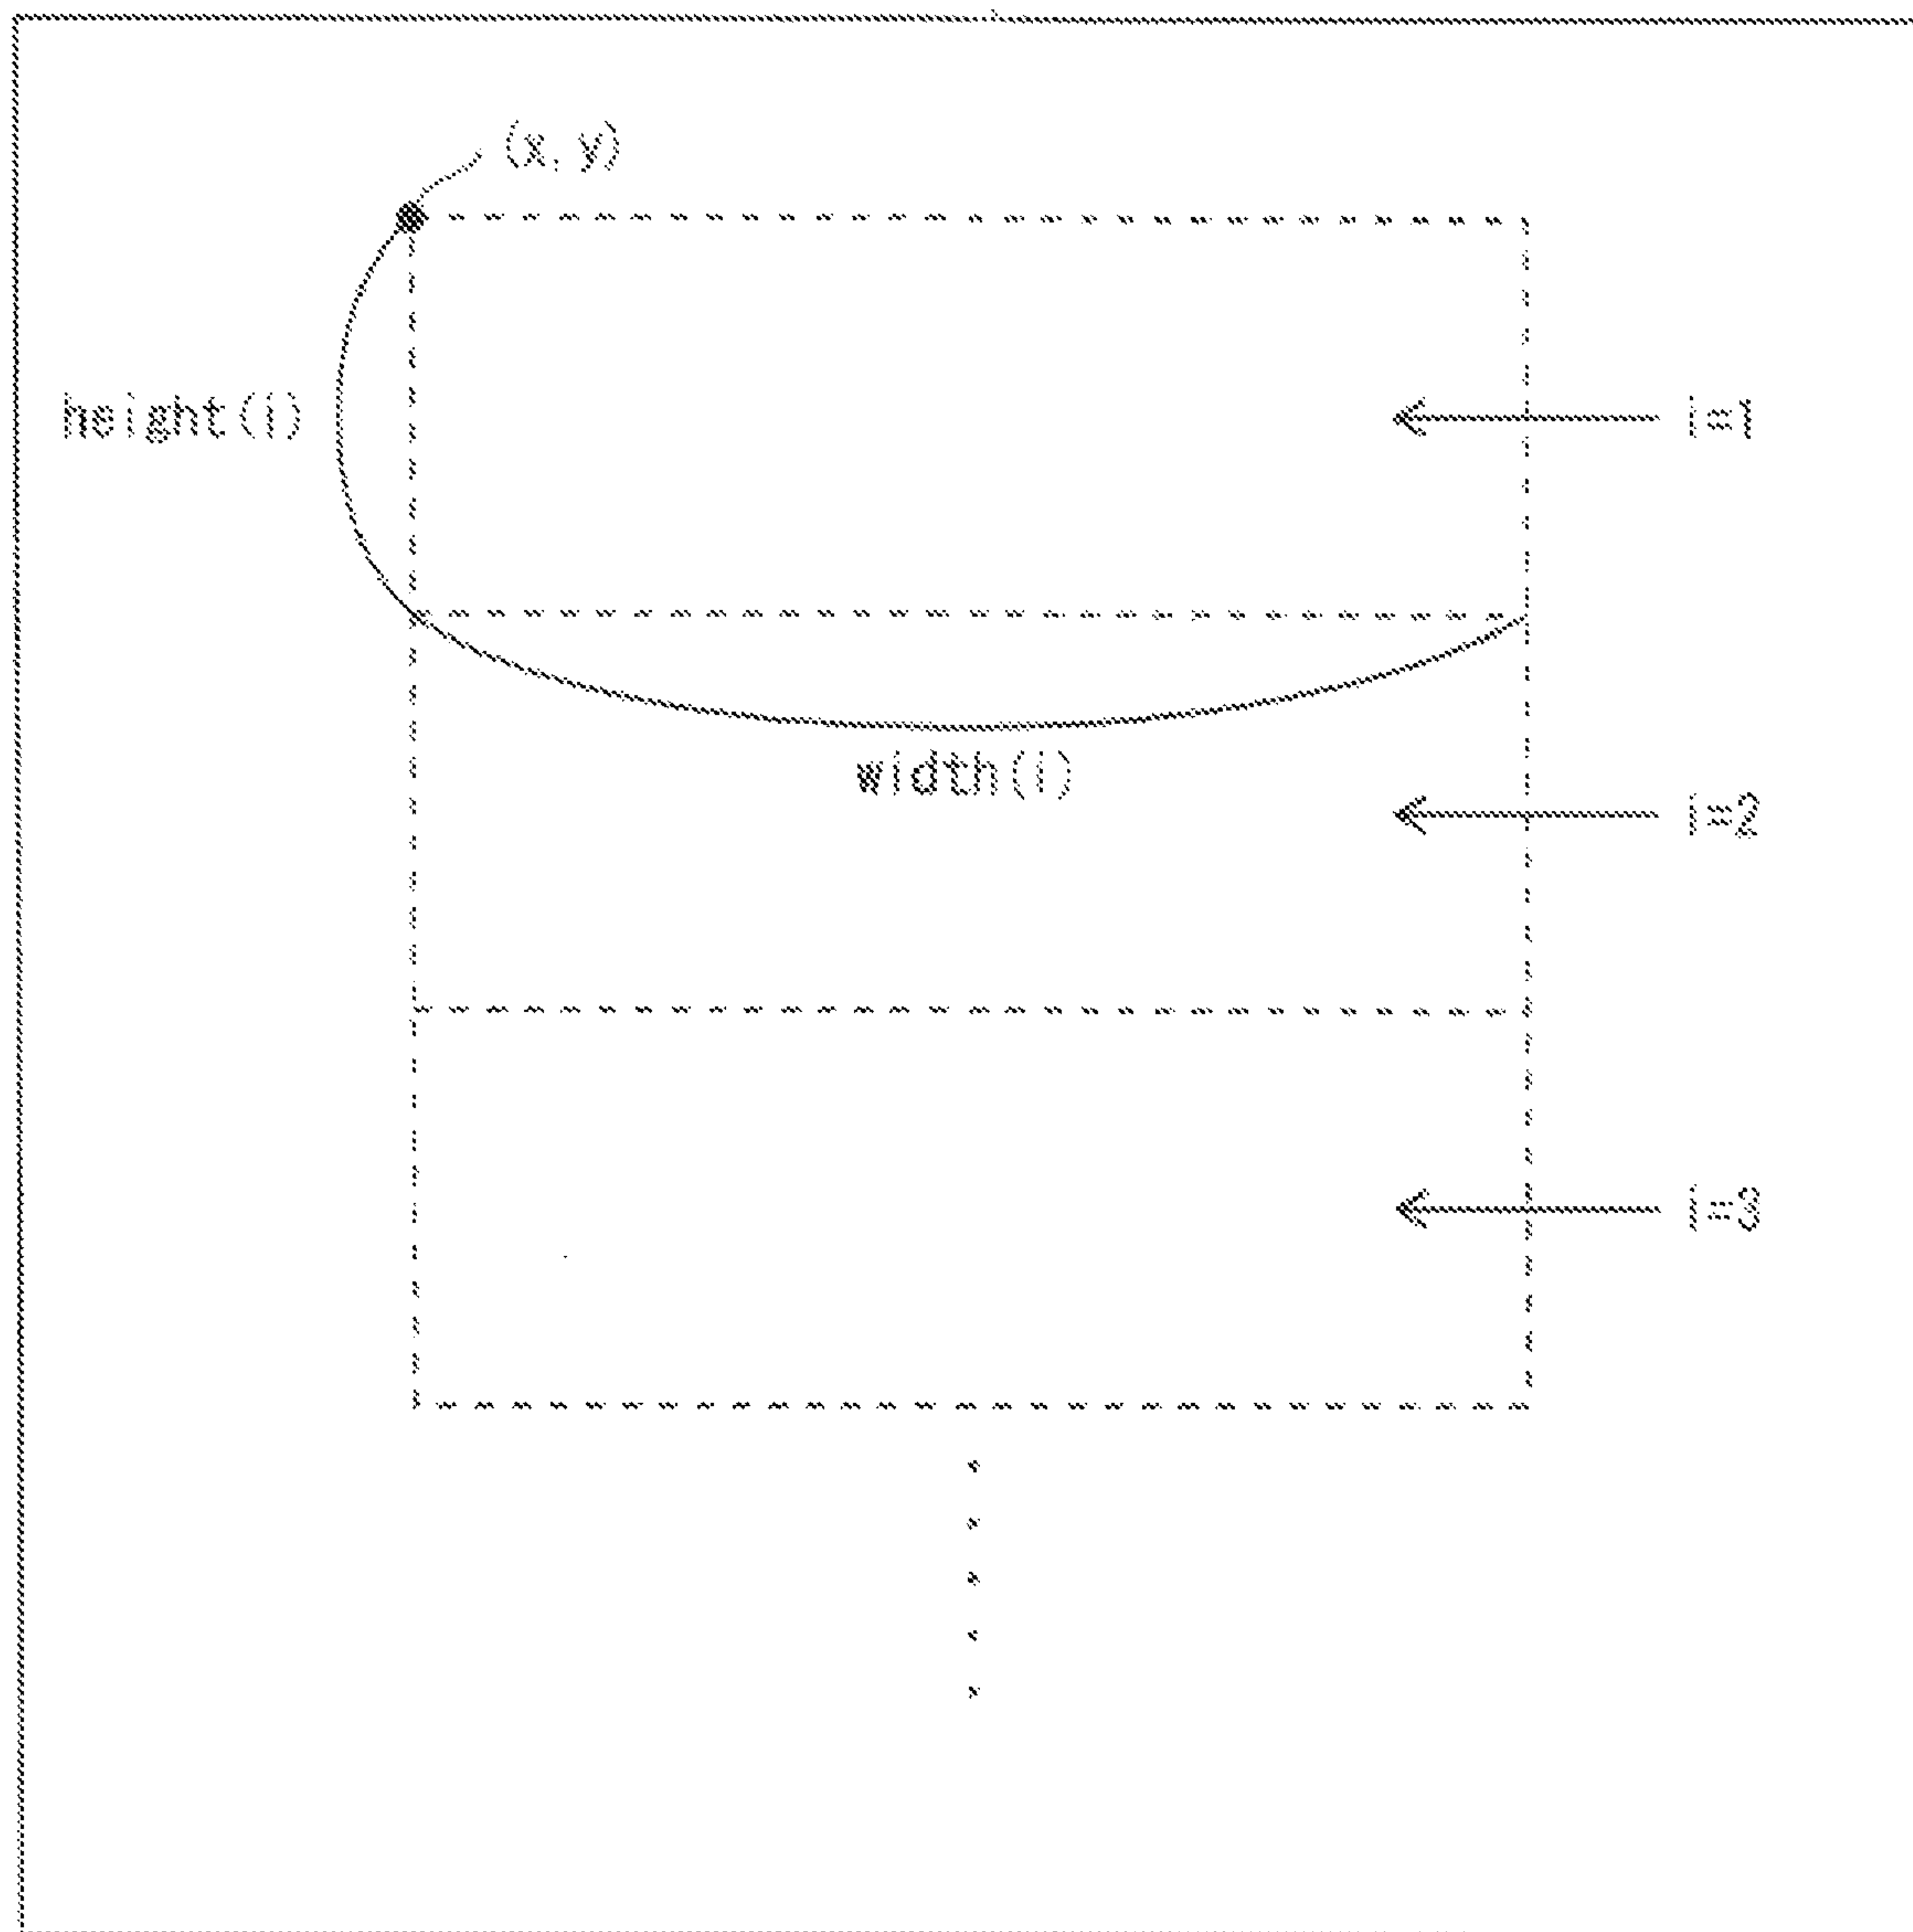 (x, y)
height(i)
i=1
width(i)
i=2
i=3